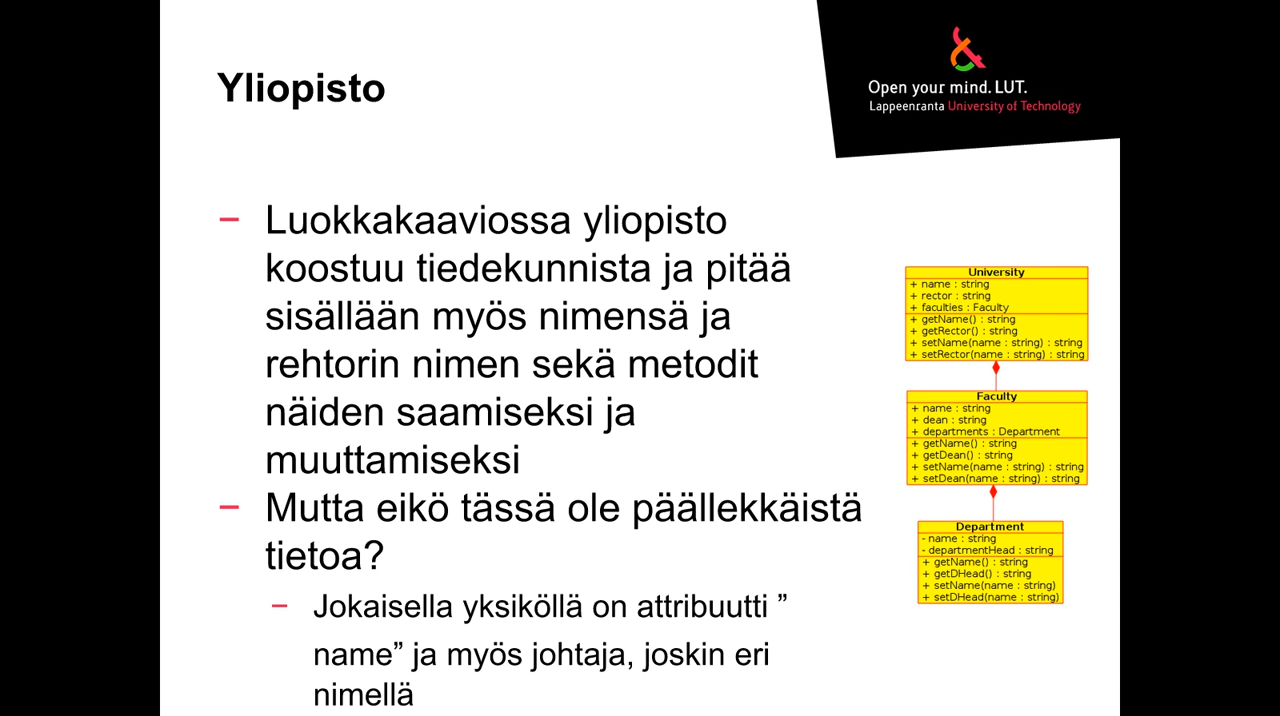 Yliopisto
Open your mind. LUT.
Lappeenranta University of Technology
− Luokkakaaviossa yliopisto
koostuu tiedekunnista ja pitää
sisällään myös nimensä ja
rehtorin nimen sekä metodit
näiden saamiseksi ja
muuttamiseksi
− Mutta eikö tässä ole päällekkäistä
tietoa?
− Jokaisella yksiköllä on attribuutti ”
name” ja myös johtaja, joskin eri
nimellä
University
+ name : string
+ rector : string
+ faculties : Faculty
+ getName() : string
+ getRector() : string
+ setName(name : string) : string
+ setRector(name : string) : string
Faculty
+ name : string
+ dean : string
+ departments : Department
+ getName() : string
+ getDean() : string
+ setName(name : string) : string
+ setDean(name : string) : string
Department
- name : string
- departmentHead : string
+ getName() : string
+ getDHead() : string
+ setName(name : string)
+ setDHead(name : string)